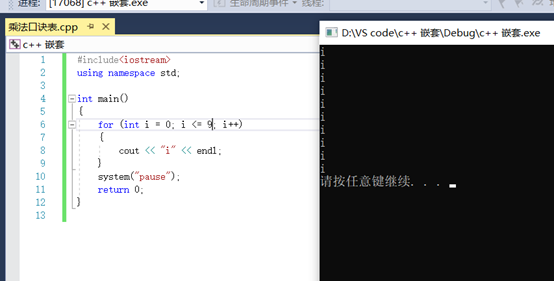 进程: [17068] c++ 嵌套.exe 生命周期事件 线程:
乘法口诀表.cpp
c++ 嵌套
1 #include<iostream>
2 using namespace std;
3
4 int main()
5 {
6 for (int i = 0; i <= 9; i++)
7 {
8 cout << "i" << endl;
9 }
10 system("pause");
11 return 0;
12 }
13
D:\VS code\c++ 嵌套\Debug\c++ 嵌套.exe
i
i
i
i
i
i
i
i
i
i
请按任意键继续. . .